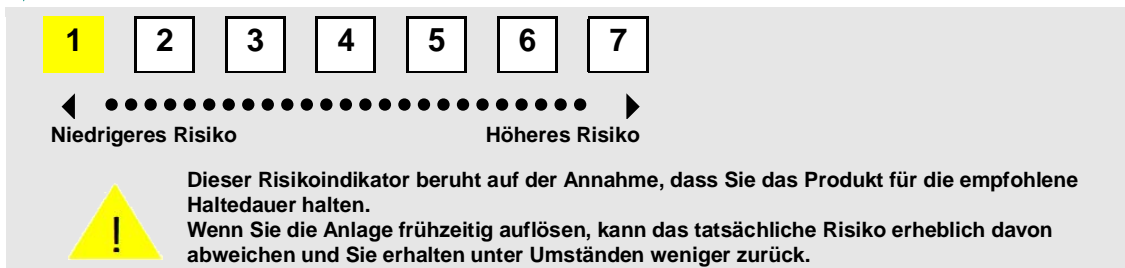 1 2 3 4 5 6 7
Niedrigeres Risiko Höheres Risiko
Dieser Risikoindikator beruht auf der Annahme, dass Sie das Produkt für die empfohlene
Haltedauer halten.
! Wenn Sie die Anlage frühzeitig auflösen, kann das tatsächliche Risiko erheblich davon
abweichen und Sie erhalten unter Umständen weniger zurück.